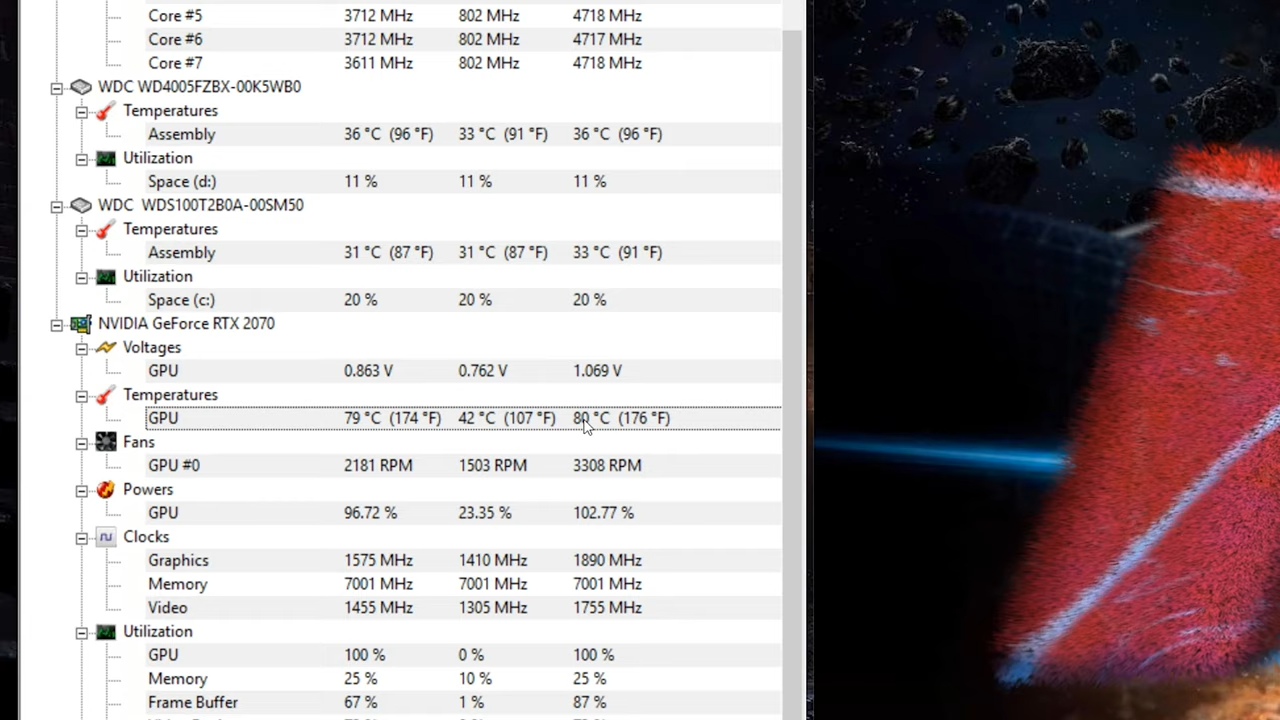 Core #5 3712 MHz 802 MHz 4718 MHz
Core #6 3712 MHz 802 MHz 4717 MHz
Core #7 3611 MHz 802 MHz 4718 MHz
WDC WD4005FZBX-00K5WB0
Temperatures
Assembly 36 °C (96 °F) 33 °C (91 °F) 36 °C (96 °F)
Utilization
Space (d:) 11 % 11 % 11 %
WDC WDS100T2B0A-00SM50
Temperatures
Assembly 31 °C (87 °F) 31 °C (87 °F) 33 °C (91 °F)
Utilization
Space (c:) 20 % 20 % 20 %
NVIDIA GeForce RTX 2070
Voltages
GPU 0.863 V 0.762 V 1.069 V
Temperatures
GPU 79 °C (174 °F) 42 °C (107 °F) 80 °C (176 °F)
Fans
GPU #0 2181 RPM 1503 RPM 3308 RPM
Powers
GPU 96.72 % 23.35 % 102.77 %
Clocks
Graphics 1575 MHz 1410 MHz 1890 MHz
Memory 7001 MHz 7001 MHz 7001 MHz
Video 1455 MHz 1305 MHz 1755 MHz
Utilization
GPU 100 % 0 % 100 %
Memory 25 % 10 % 25 %
Frame Buffer 67 % 1 % 87 %